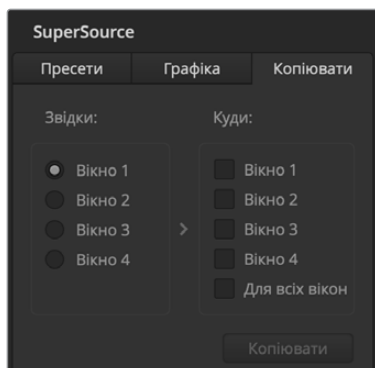 SuperSource
Пресети Графіка Копіювати
Звідки: Куди:
Вікно 1 Вікно 1
Вікно 2 Вікно 2
Вікно 3 Вікно 3
Вікно 4 Вікно 4
Для всіх вікон
Копіювати